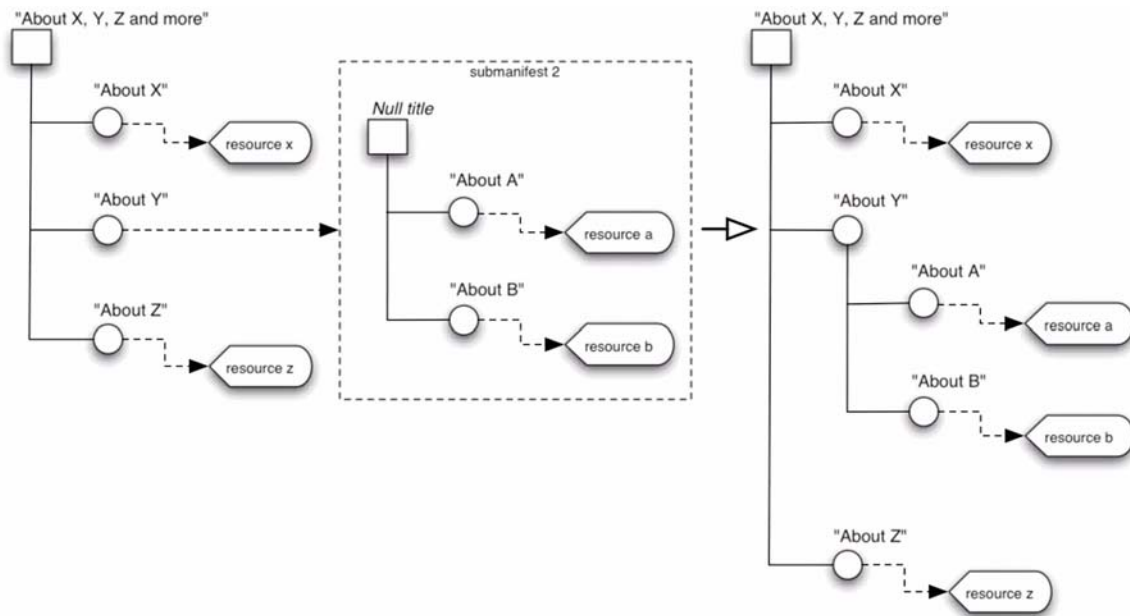 "About X, Y, Z and more"
"About X"
resource x
"About Y"
"About Z"
resource z
submanifest 2
Null title
"About A"
resource a
"About B"
resource b
"About X, Y, Z and more"
"About X"
resource x
"About Y"
"About A"
resource a
"About B"
resource b
"About Z"
resource z